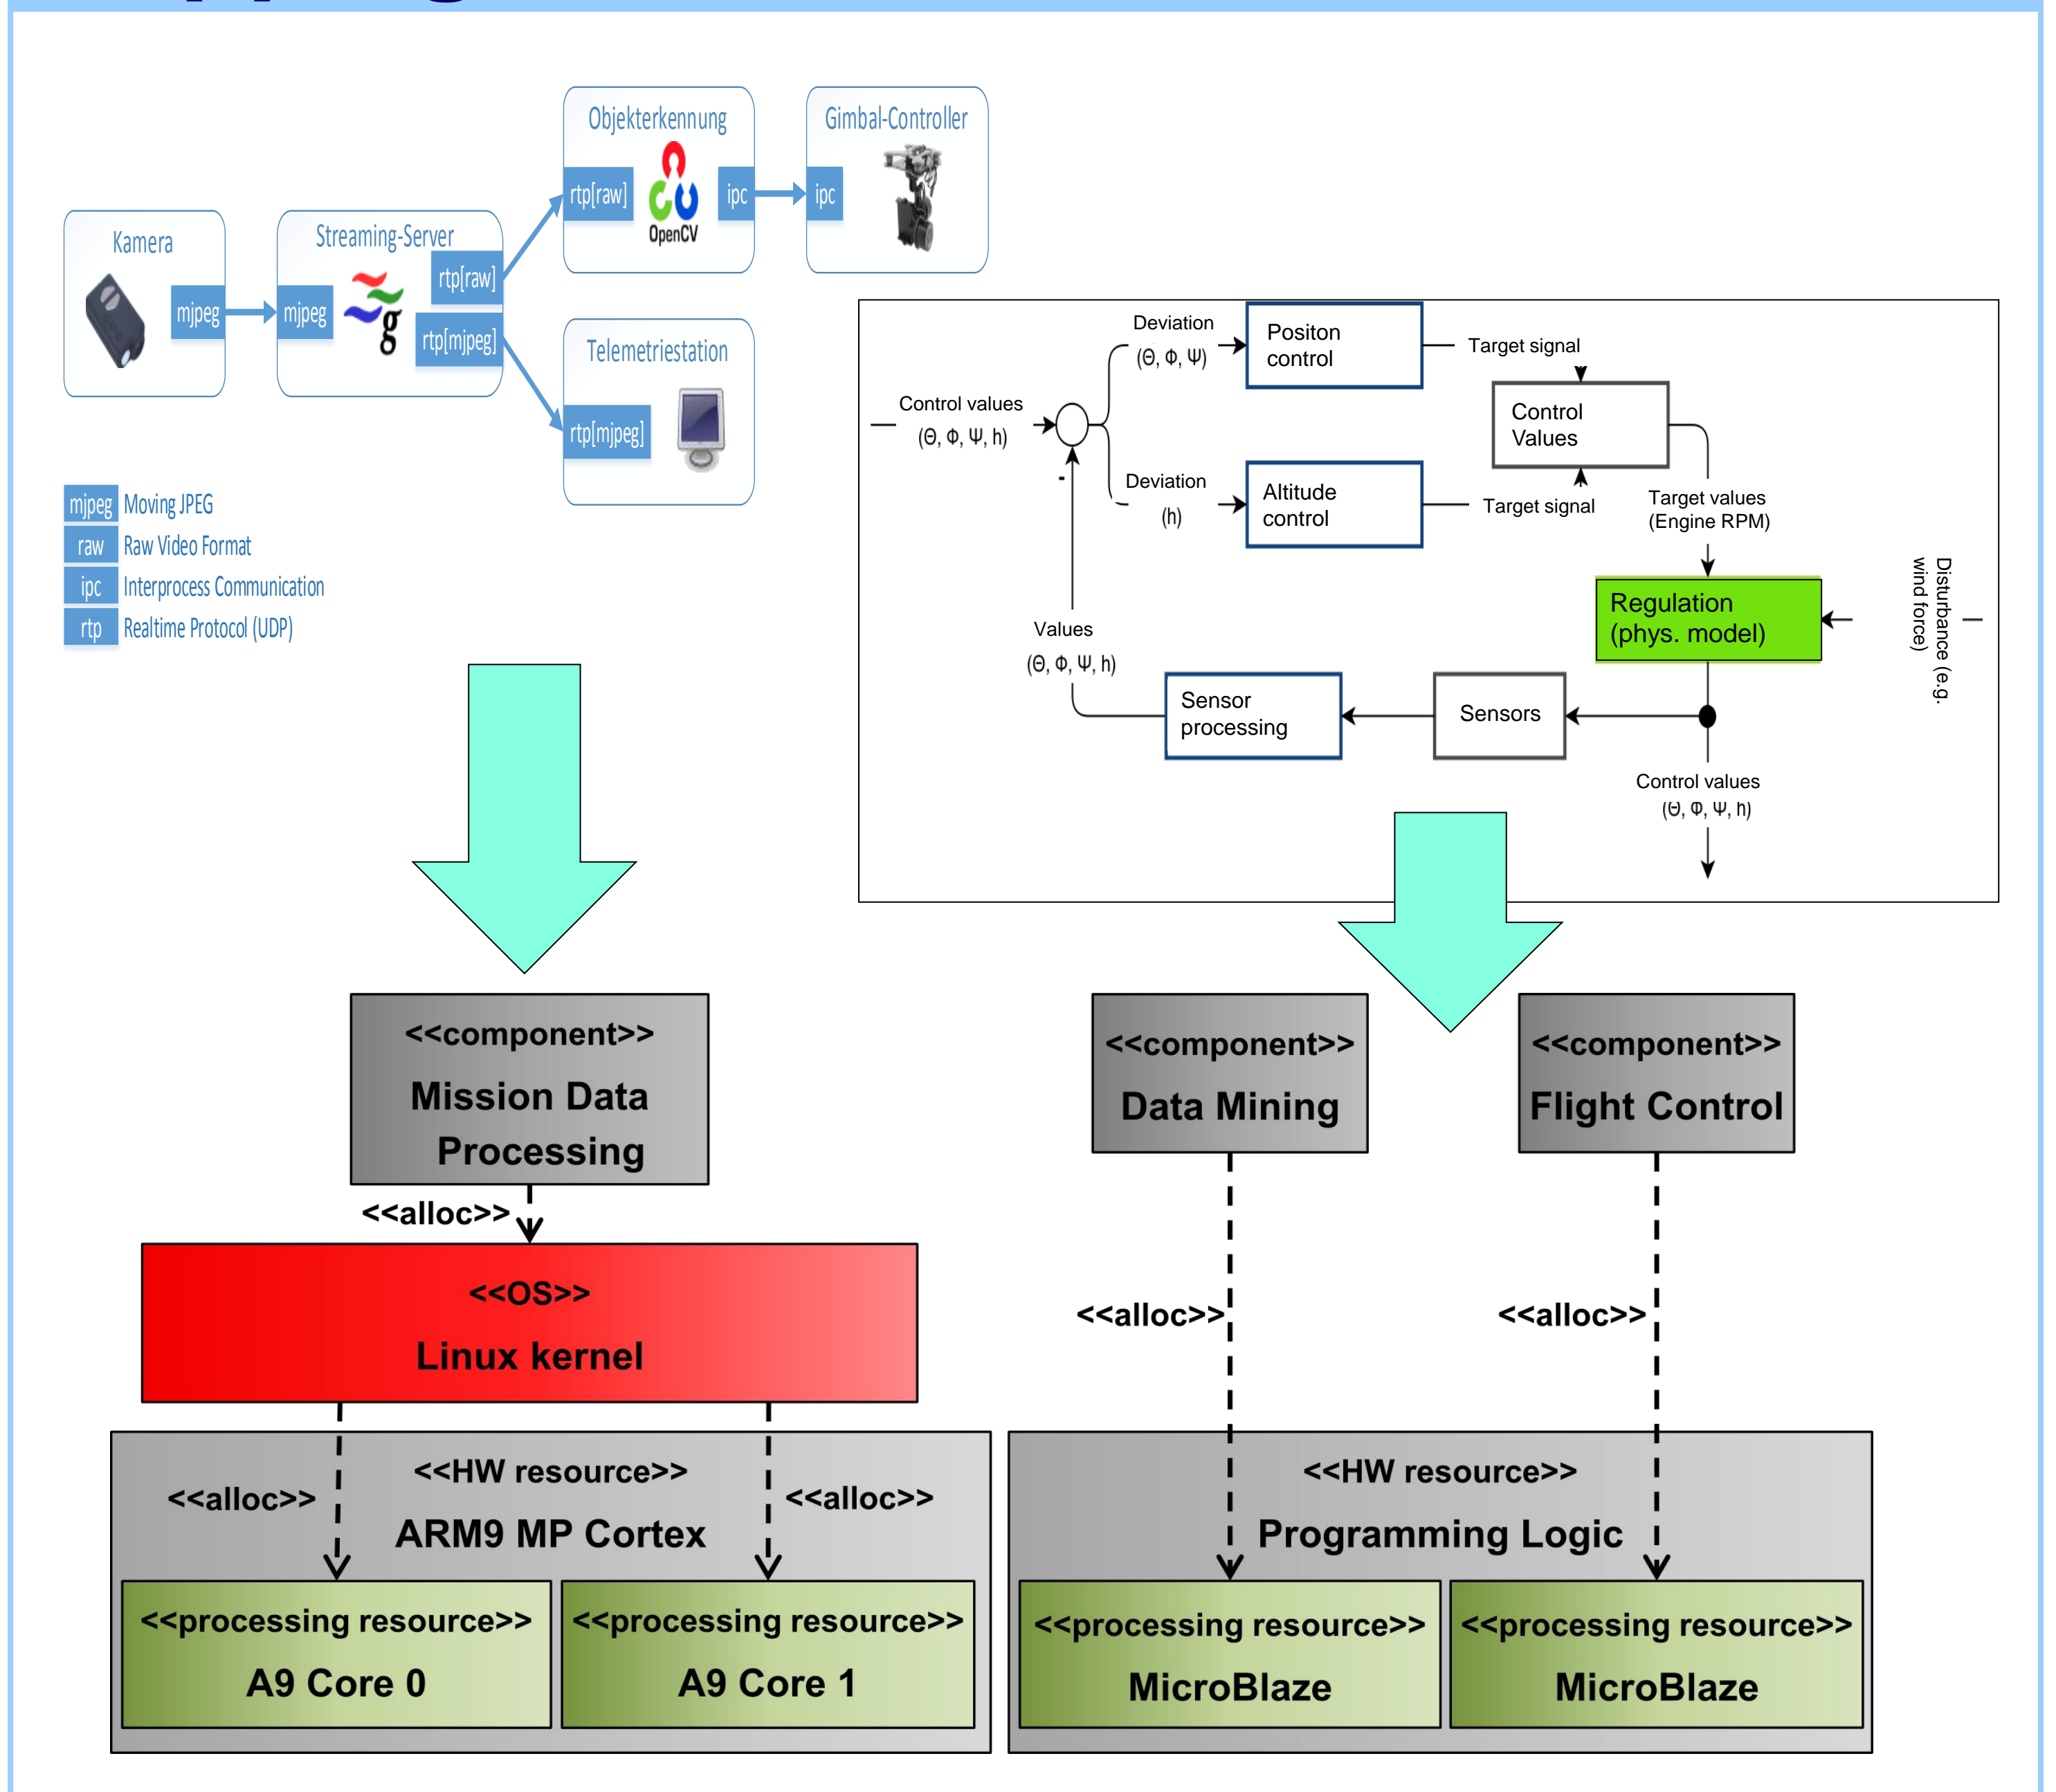 Objekterkennung
Gimbal-Controller
rtp[raw]
OpenCV
ipc
ipc
Kamera
mjpeg
Streaming-Server
mjpeg
g
rtp[raw]
rtp[mjpeg]
Telemetriestation
rtp[mjpeg]
mjpeg Moving JPEG
raw Raw Video Format
ipc Interprocess Communication
rtp Realtime Protocol (UDP)
Control values
(Θ, Φ, Ψ, h)
-
Deviation
(Θ, Φ, Ψ)
Positon
control
Target signal
Control
Values
Deviation
(h)
Altitude
control
Target signal
Target values
(Engine RPM)
Regulation
(phys. model)
Disturbance (e.g.
wind force)
Values
(Θ, Φ, Ψ, h)
Sensor
processing
Sensors
Control values
(Θ, Φ, Ψ, h)
<<component>>
Mission Data
Processing
<<alloc>>
<<OS>>
Linux kernel
<<alloc>>
<<HW resource>>
ARM9 MP Cortex
<<alloc>>
<<processing resource>>
A9 Core 0
<<processing resource>>
A9 Core 1
<<component>>
Data Mining
<<component>>
Flight Control
<<alloc>>
<<alloc>>
<<HW resource>>
Programming Logic
<<processing resource>>
MicroBlaze
<<processing resource>>
MicroBlaze